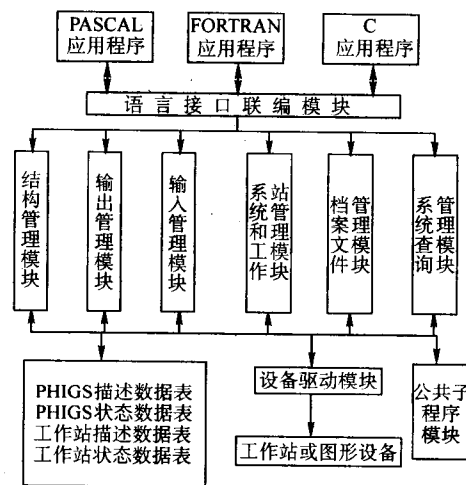 PASCAL
应用程序
FORTRAN
应用程序
C
应用程序
语言接口联编模块
结构管理模块
输出管理模块
输入管理模块
系统和工作
站管理模块
档案文件
管理模块
系统查询
管理模块
PHIGS描述数据表
PHIGS状态数据表
工作站描述数据表
工作站状态数据表
设备驱动模块
工作站或图形设备
公共子
程序
模块